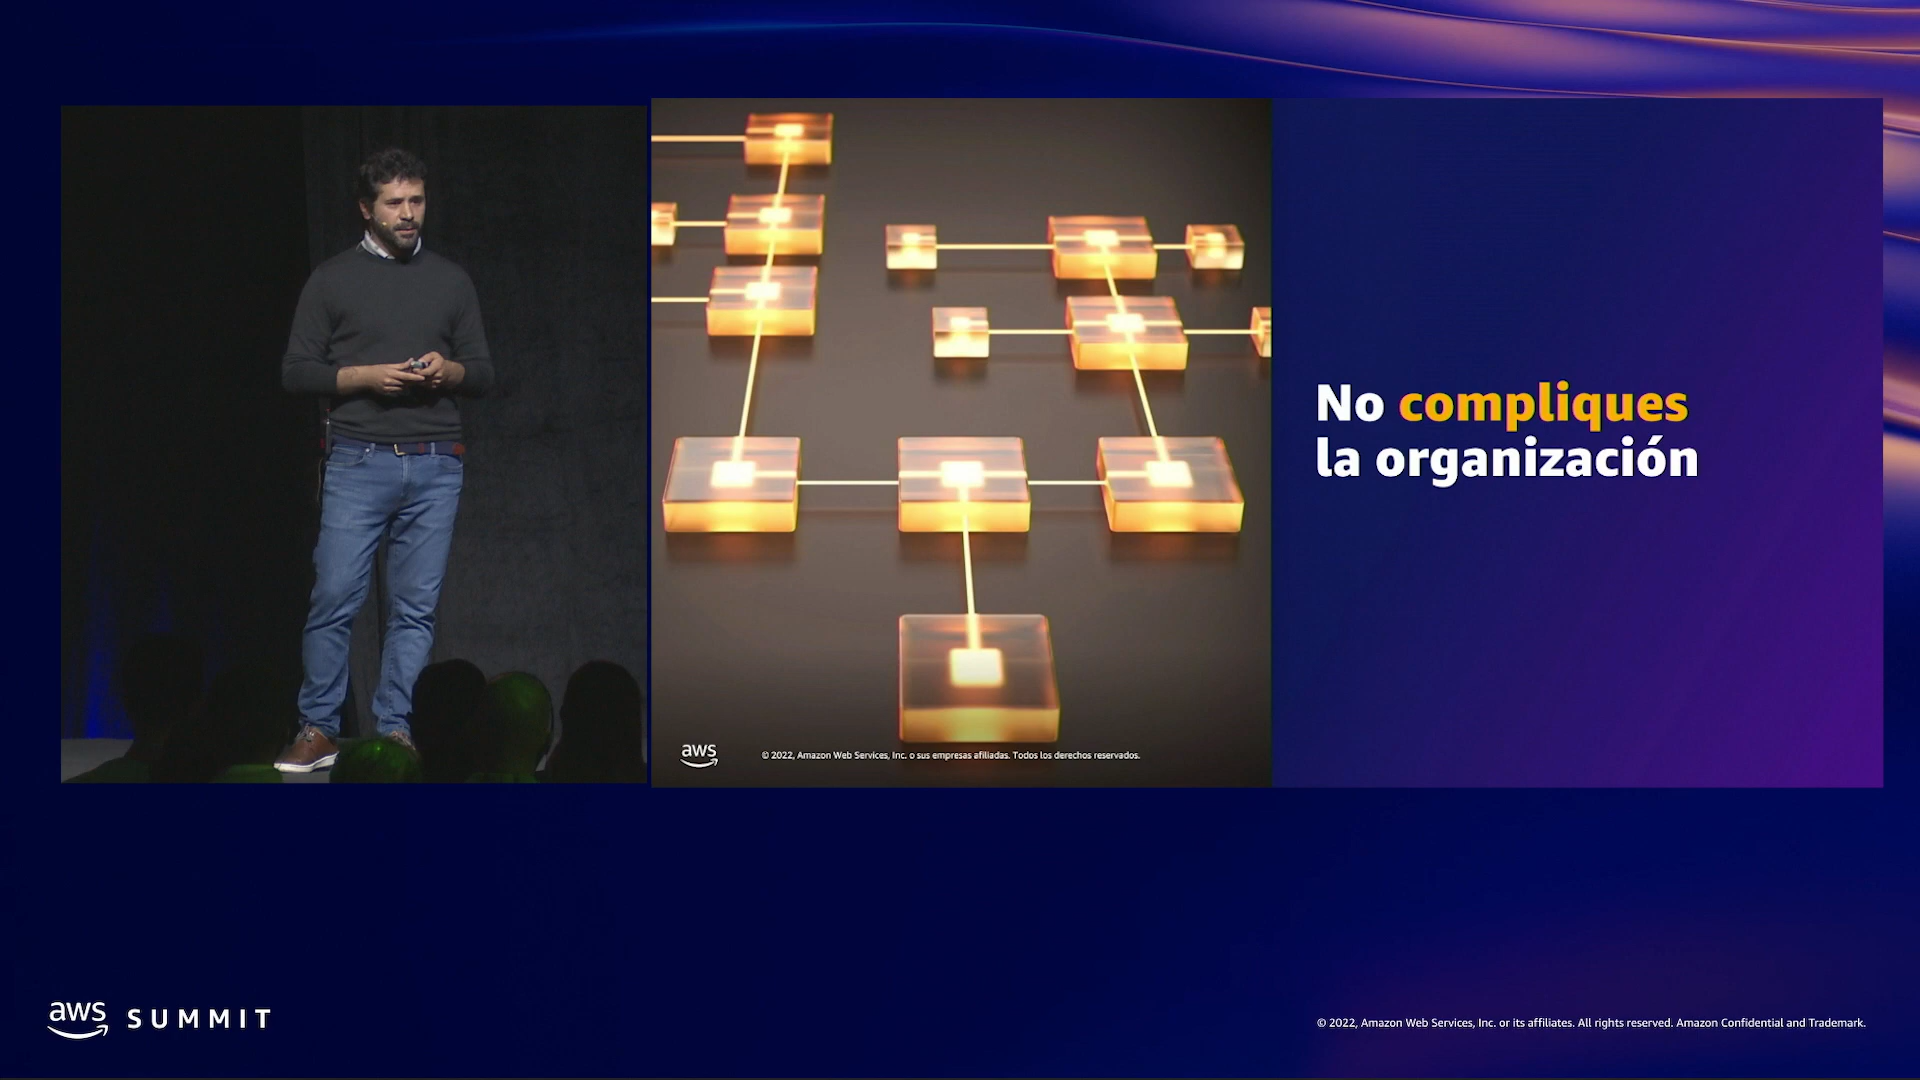 No compliques
la organización
aws
© 2022, Amazon Web Services, Inc. o sus empresas afiliadas. Todos los derechos reservados.
aws SUMMIT
© 2022, Amazon Web Services, Inc. or its affiliates. All rights reserved. Amazon Confidential and Trademark.